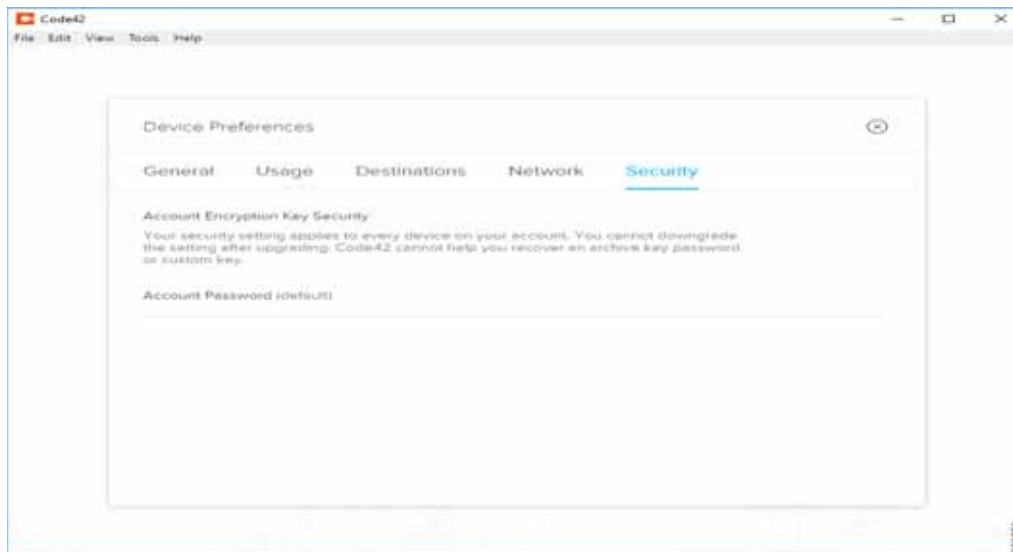 Code42
File Edit View Tools Help
Device Preferences
General Usage Destinations Network Security
Account Encryption Key Security
Your security setting applies to every device on your account. You cannot downgrade
the setting after upgrading. Code42 cannot help you recover an archive key password
or custom key.
Account Password (default)